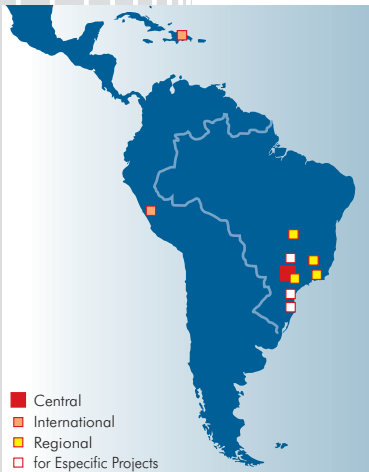 Central
International
Regional
for Especific Projects